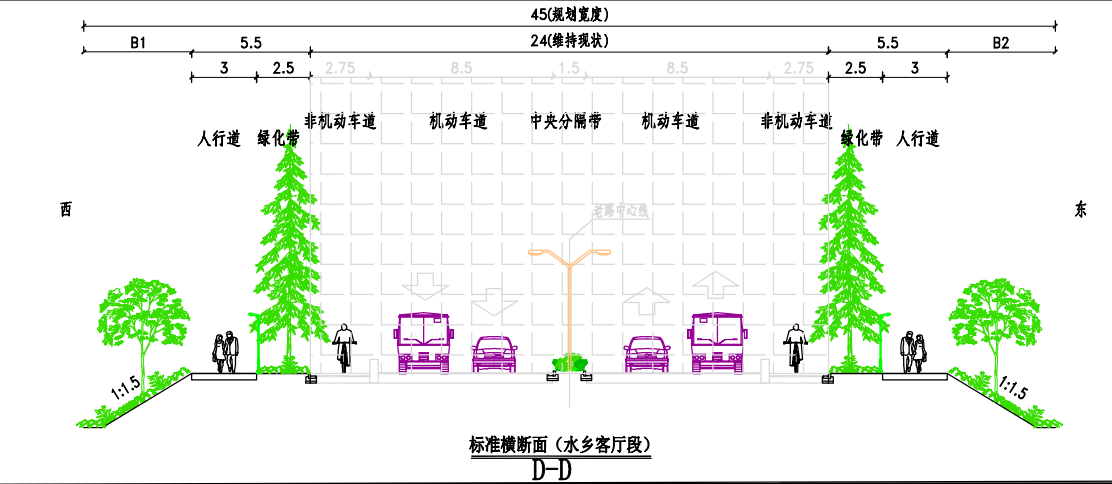 45(规划宽度)
B1 5.5 24(维持现状) 5.5 B2
3 2.5 2.75 8.5 1.5 8.5 2.75 2.5 3
人行道 绿化带 非机动车道 机动车道 中央分隔带 机动车道 非机动车道 绿化带 人行道
西 老路中心线 东
1:1.5 1:1.5
标准横断面（水乡客厅段）
D-D